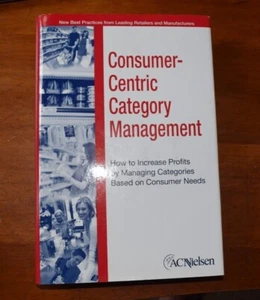 New Best Practices from Leading Retailers and Manufacturers
Consumer-
Centric
Category
Management
How to Increase Profits
by Managing Categories
Based on Consumer Needs
ACNielsen